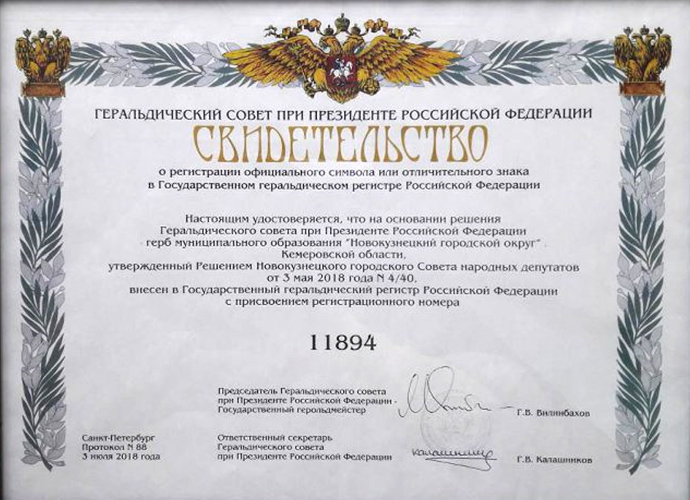 ГЕРАЛЬДИЧЕСКИЙ СОВЕТ ПРИ ПРЕЗИДЕНТЕ РОССИЙСКОЙ ФЕДЕРАЦИИ
СВИДЕТЕЛЬСТВО
о регистрации официального символа или отличительного знака
в Государственном геральдическом регистре Российской Федерации
Настоящим удостоверяется, что на основании решения
Геральдического совета при Президенте Российской Федерации
герб муниципального образования "Новокузнецкий городской округ"
Кемеровской области,
утвержденный Решением Новокузнецкого городского Совета народных депутатов
от 3 мая 2018 года N 4/40,
внесен в Государственный геральдический регистр Российской Федерации
с присвоением регистрационного номера
11894
Председатель Геральдического совета
при Президенте Российской Федерации -
Государственный герольдмейстер
Г.В. Вилинбахов
Санкт-Петербург
Протокол N 88
3 июля 2018 года
Ответственный секретарь
Геральдического совета
при Президенте Российской Федерации
Г.В. Калашников